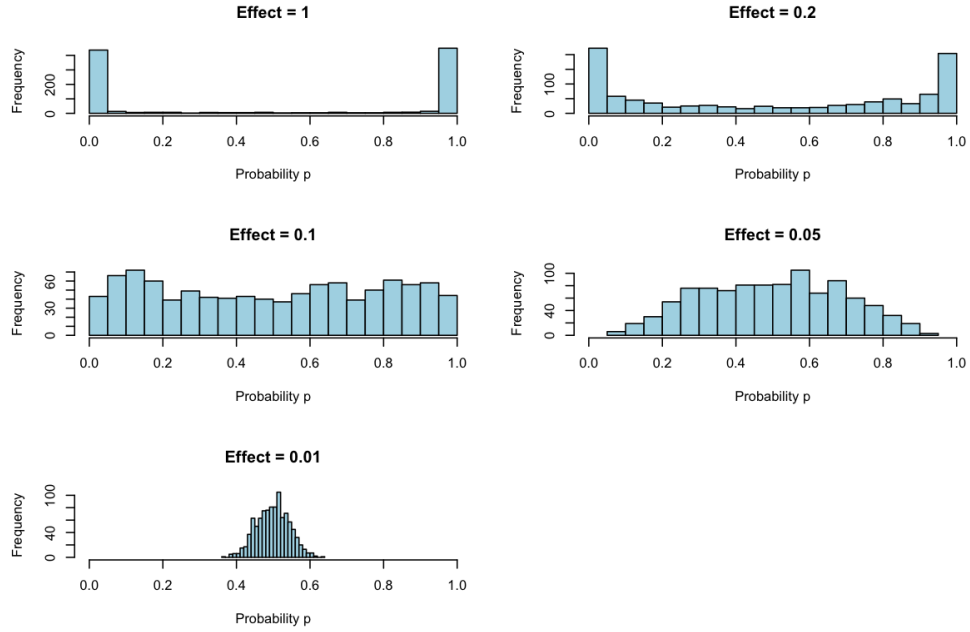 Effect = 1
Frequency
0 200
0.0 0.2 0.4 0.6 0.8 1.0
Probability p
Effect = 0.2
Frequency
0 100
0.0 0.2 0.4 0.6 0.8 1.0
Probability p
Effect = 0.1
Frequency
0 30 60
0.0 0.2 0.4 0.6 0.8 1.0
Probability p
Effect = 0.05
Frequency
0 40 100
0.0 0.2 0.4 0.6 0.8 1.0
Probability p
Effect = 0.01
Frequency
0 40 100
0.0 0.2 0.4 0.6 0.8 1.0
Probability p